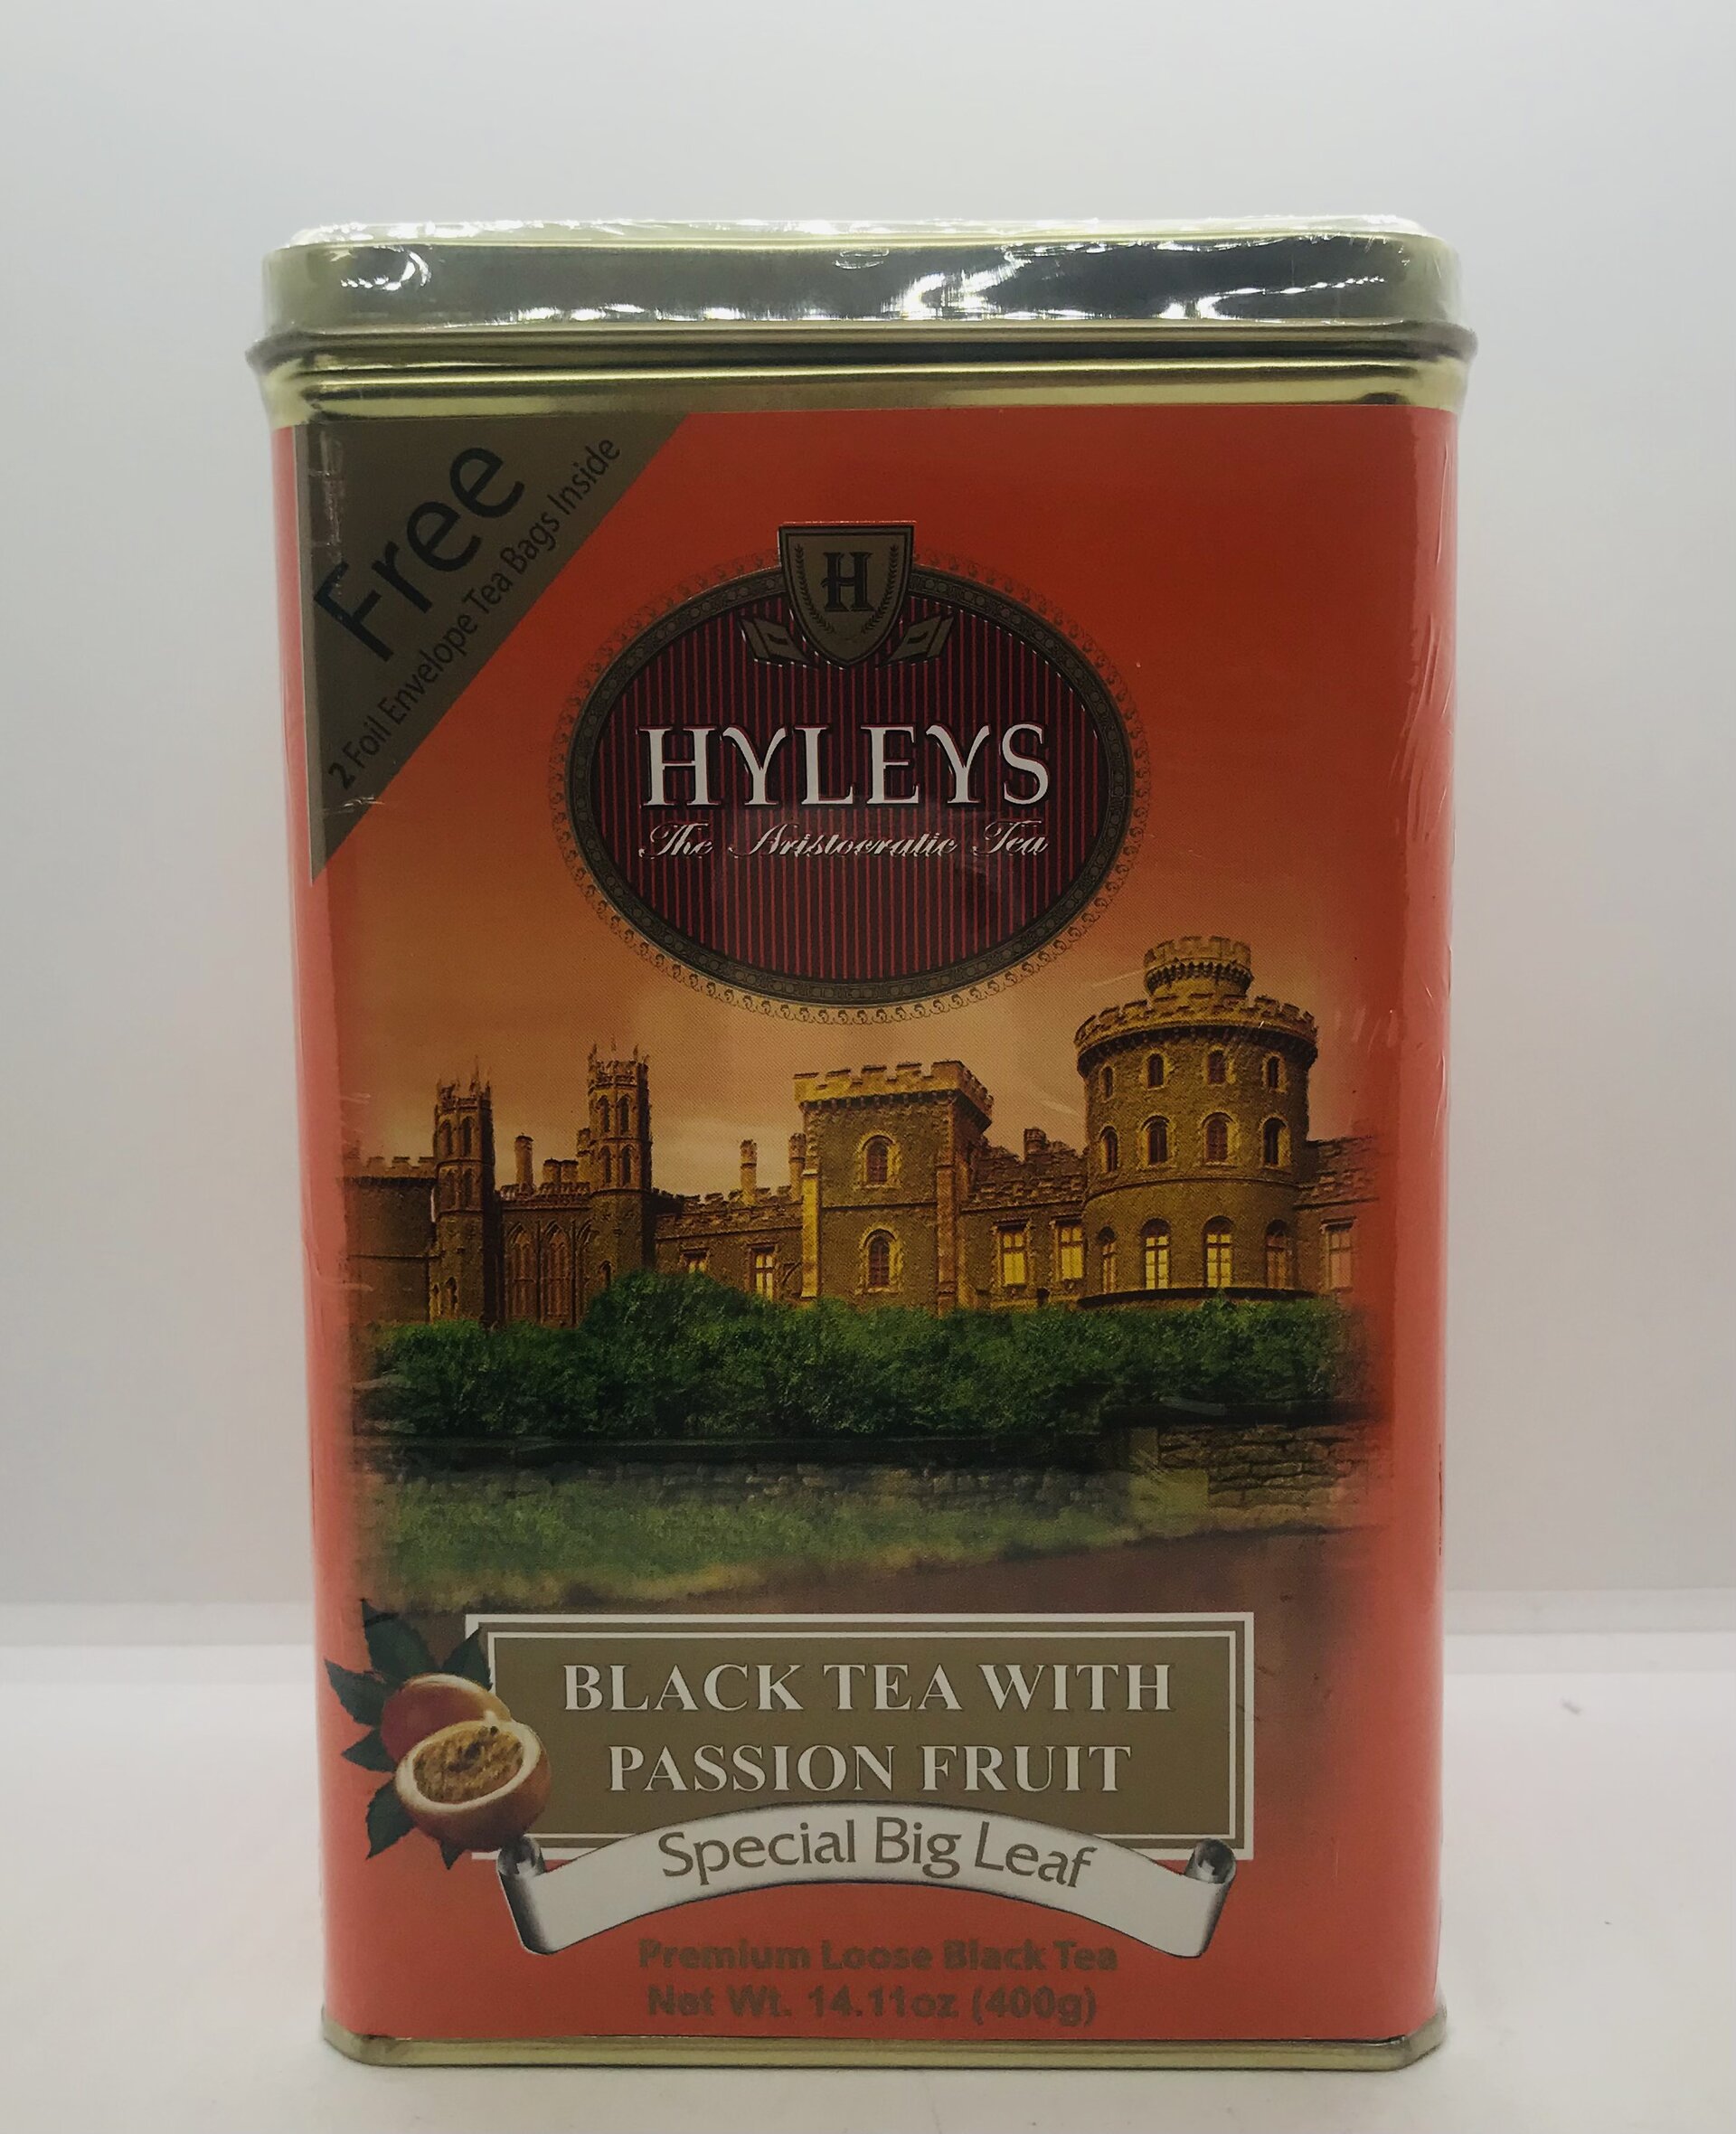 Free
2 Foil Envelope Tea Bags Inside
H
HYLEYS
The Aristocratic Tea
BLACK TEA WITH
PASSION FRUIT
Special Big Leaf
Premium Loose Black Tea
Net Wt. 14.11oz (400g)